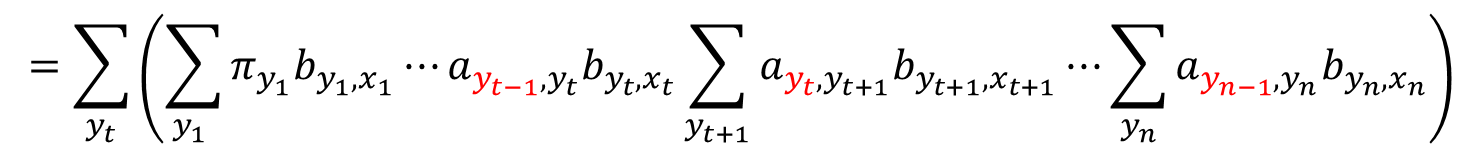 = ∑_{y_t} ( ∑_{y_1} π_{y_1} b_{y_1,x_1} ⋯ a_{y_{t−1},y_t} b_{y_t,x_t} ∑_{y_{t+1}} a_{y_t,y_{t+1}} b_{y_{t+1},x_{t+1}} ⋯ ∑_{y_n} a_{y_{n−1},y_n} b_{y_n,x_n} )